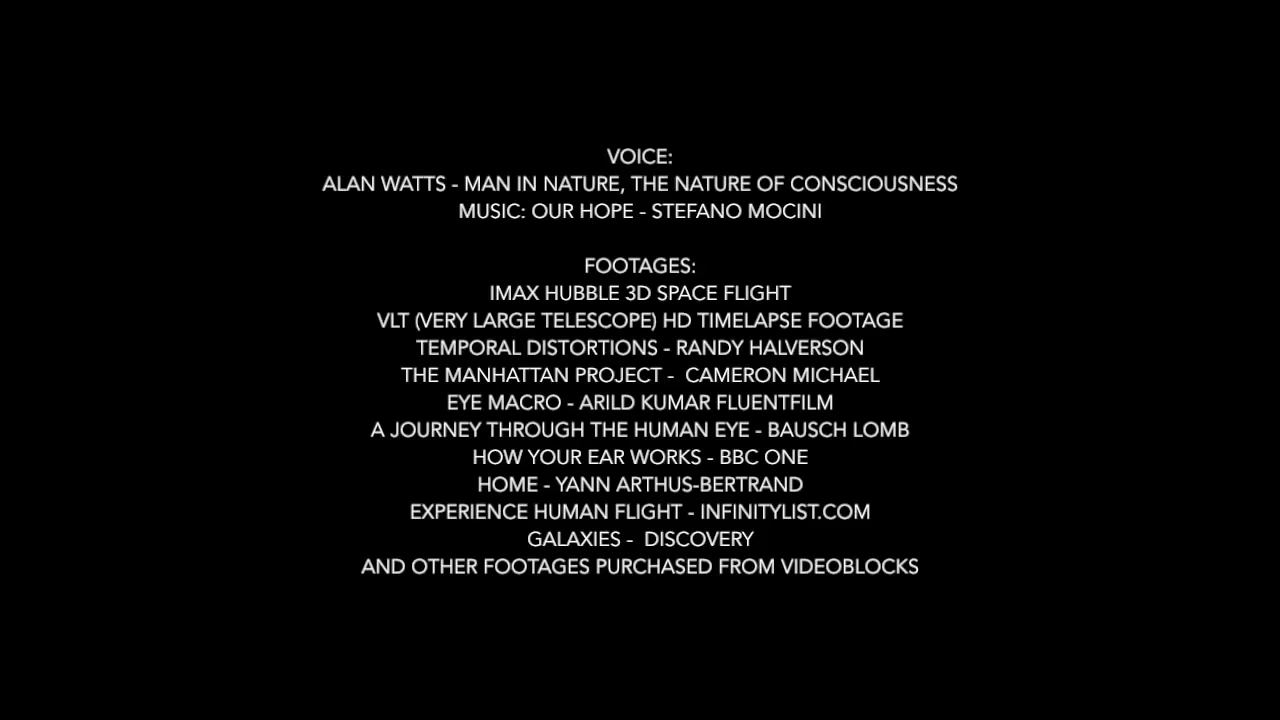 VOICE:
ALAN WATTS - MAN IN NATURE, THE NATURE OF CONSCIOUSNESS
MUSIC: OUR HOPE - STEFANO MOCINI
FOOTAGES:
IMAX HUBBLE 3D SPACE FLIGHT
VLT (VERY LARGE TELESCOPE) HD TIMELAPSE FOOTAGE
TEMPORAL DISTORTIONS - RANDY HALVERSON
THE MANHATTAN PROJECT -  CAMERON MICHAEL
EYE MACRO - ARILD KUMAR FLUENTFILM
A JOURNEY THROUGH THE HUMAN EYE - BAUSCH LOMB
HOW YOUR EAR WORKS - BBC ONE
HOME - YANN ARTHUS-BERTRAND
EXPERIENCE HUMAN FLIGHT - INFINITYLIST.COM
GALAXIES -  DISCOVERY
AND OTHER FOOTAGES PURCHASED FROM VIDEOBLOCKS